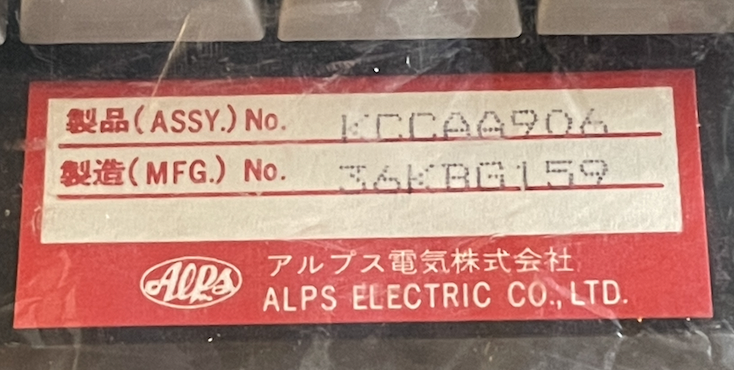 製品(ASSY.) No. KCCAA906
製造(MFG.) No. 36KBG159
Alps
アルプス電気株式会社
ALPS ELECTRIC CO., LTD.